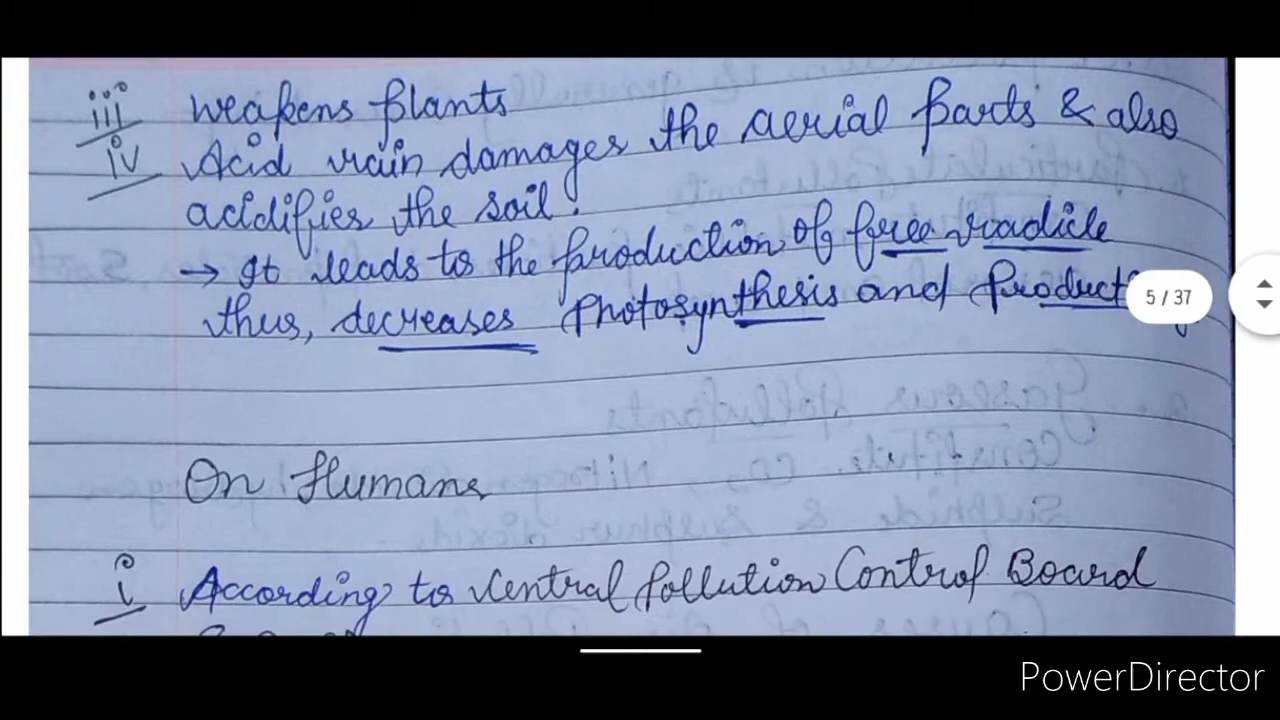 iii weakens plants
iv Acid rain damages the aerial parts & also
acidifies the soil.
→ It leads to the production of free radicle
thus, decreases photosynthesis and product
5 / 37
On Humans
i According to Central Pollution Control Board
PowerDirector